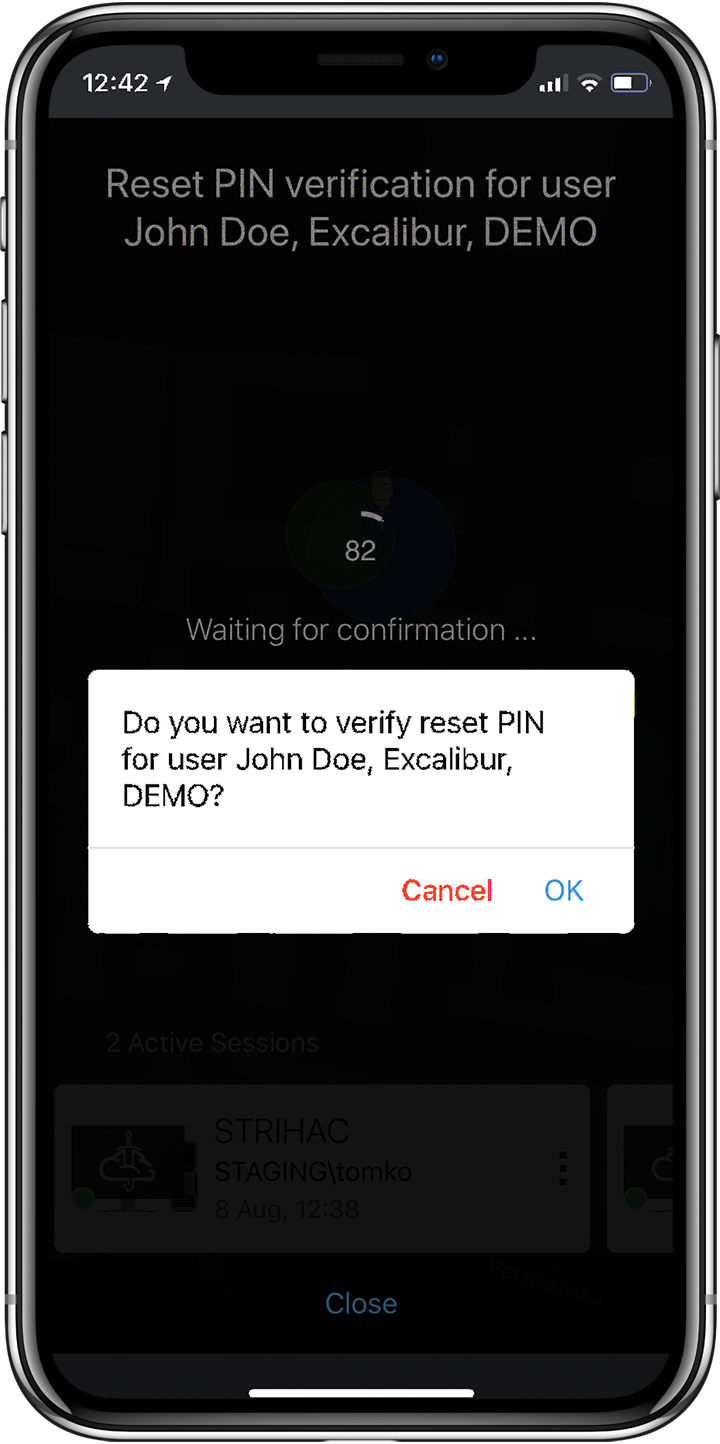 12:42
Reset PIN verification for user
John Doe, Excalibur, DEMO
82
Waiting for confirmation ...
Do you want to verify reset PIN
for user John Doe, Excalibur,
DEMO?
Cancel
OK
2 Active Sessions
STRIHAC
STAGING\tomko
8 Aug, 12:38
Partizánska
Close